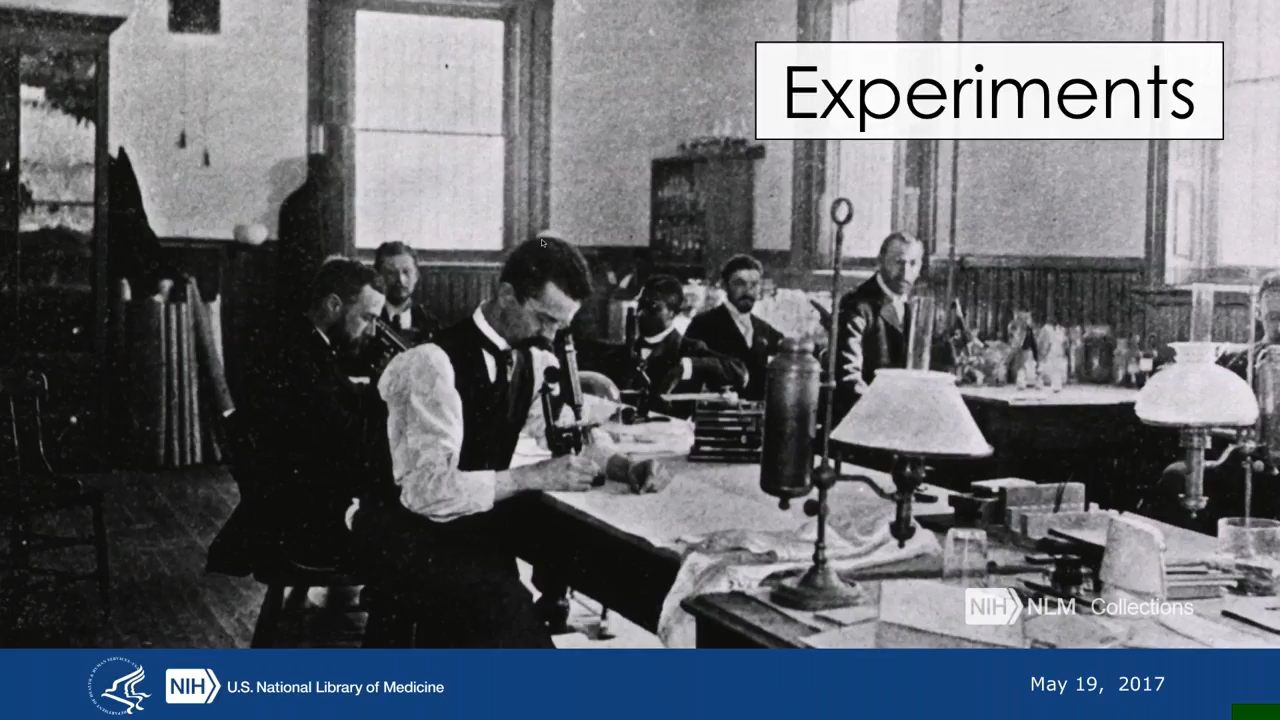 Experiments
NIH NLM Collections
NIH U.S. National Library of Medicine
May 19, 2017